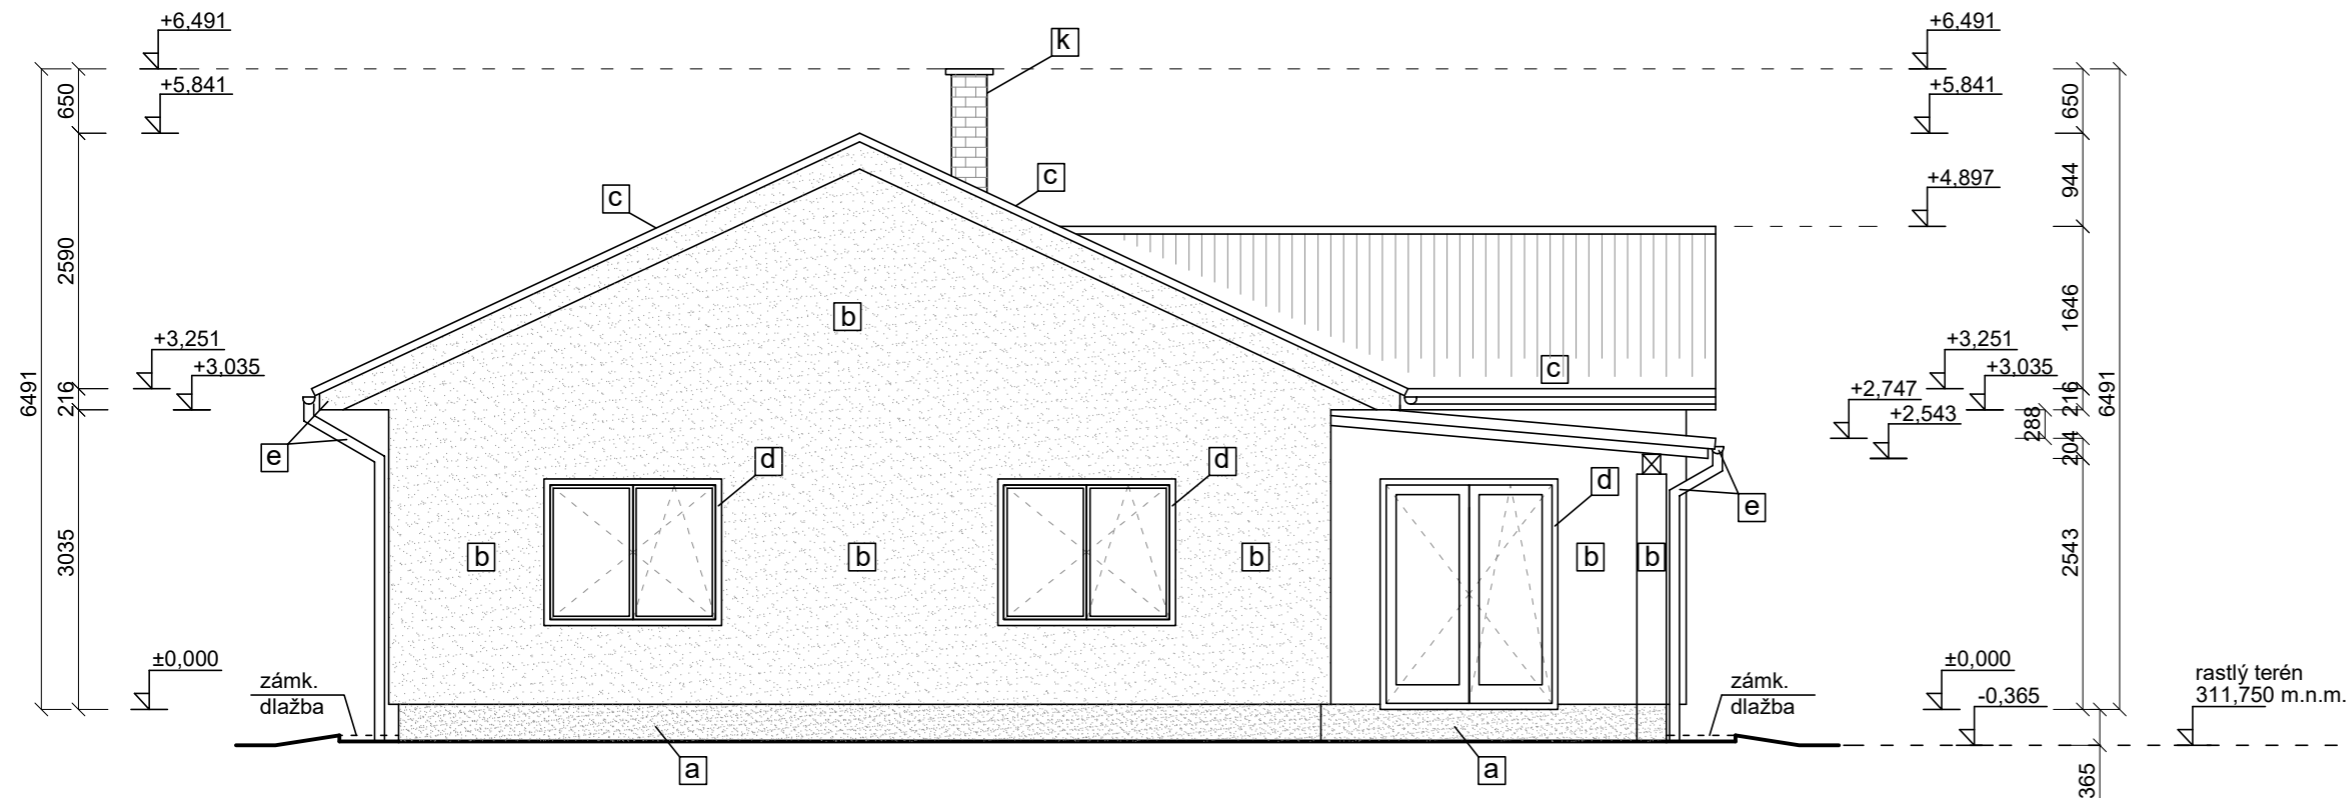 +6,491
+6,491
k
+5,841
+5,841
650
650
c
c
+4,897
944
2590
1646
b
+3,251
+3,251
+3,035
+3,035
c
+2,747
+2,543
216
216
6491
6491
288
204
e
d
d
d
e
b
b
b
b
b
3035
2543
±0,000
±0,000
zámk.
dlažba
zámk.
dlažba
-0,365
rastlý terén
311,750 m.n.m.
a
a
365